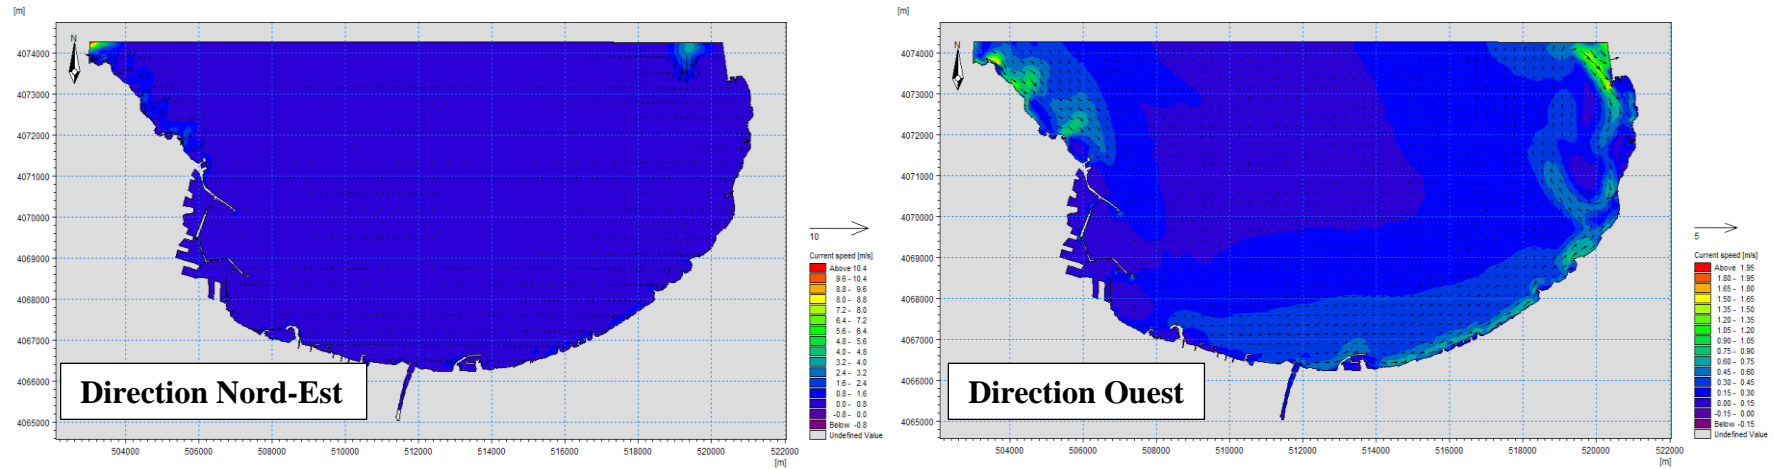 [m]
N
4074000
4073000
4072000
4071000
4070000
4069000
4068000
4067000
4066000
4065000
504000 506000 508000 510000 512000 514000 516000 518000 520000 522000
[m]
Direction Nord-Est
10
Current speed [m/s]
Above 10.4
9.6 - 10.4
8.8 - 9.6
8.0 - 8.8
7.2 - 8.0
6.4 - 7.2
5.6 - 6.4
4.8 - 5.6
4.0 - 4.8
3.2 - 4.0
2.4 - 3.2
1.6 - 2.4
0.8 - 1.6
0.0 - 0.8
-0.8 - 0.0
Below -0.8
Undefined Value
[m]
N
4074000
4073000
4072000
4071000
4070000
4069000
4068000
4067000
4066000
4065000
504000 506000 508000 510000 512000 514000 516000 518000 520000 522000
[m]
Direction Ouest
5
Current speed [m/s]
Above 1.95
1.80 - 1.95
1.65 - 1.80
1.50 - 1.65
1.35 - 1.50
1.20 - 1.35
1.05 - 1.20
0.90 - 1.05
0.75 - 0.90
0.60 - 0.75
0.45 - 0.60
0.30 - 0.45
0.15 - 0.30
0.00 - 0.15
-0.15 - 0.00
Below -0.15
Undefined Value